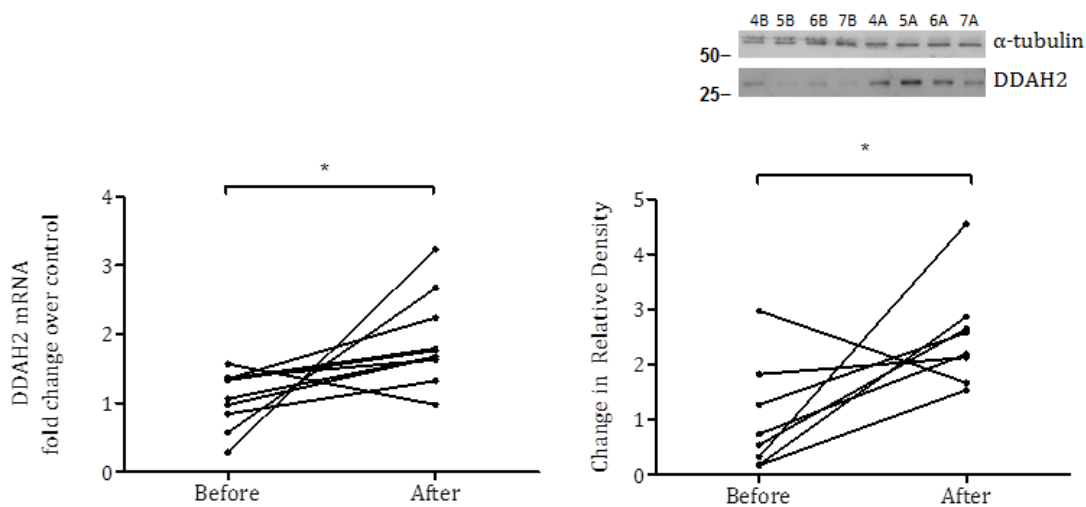 4B 5B 6B 7B 4A 5A 6A 7A
50– α-tubulin
25– DDAH2
*
DDAH2 mRNA
fold change over control
4
3
2
1
0
Before After
*
Change in Relative Density
5
4
3
2
1
0
Before After